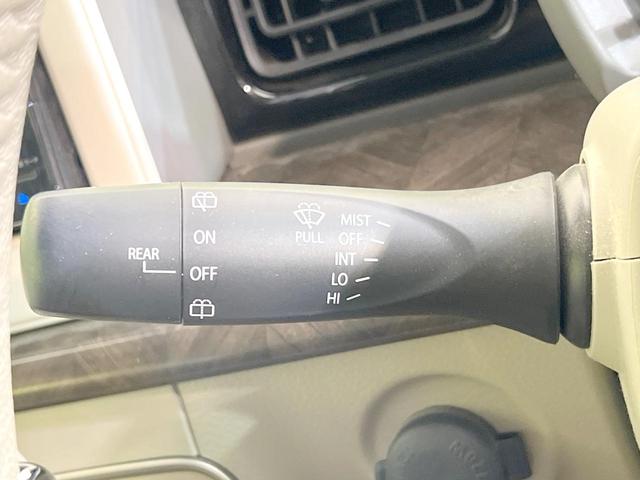 REAR
ON
OFF
PULL
MIST
OFF
INT
LO
HI